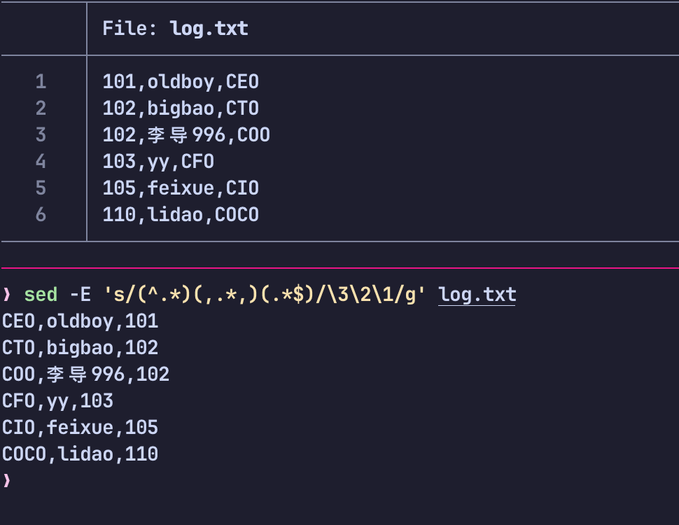 File: log.txt
1 101,oldboy,CEO
2 102,bigbao,CTO
3 102,李导996,COO
4 103,yy,CFO
5 105,feixue,CIO
6 110,lidao,COCO
❯ sed -E 's/(^.*)(,.*,)(.*$)/\3\2\1/g' log.txt
CEO,oldboy,101
CTO,bigbao,102
COO,李导996,102
CFO,yy,103
CIO,feixue,105
COCO,lidao,110
❯